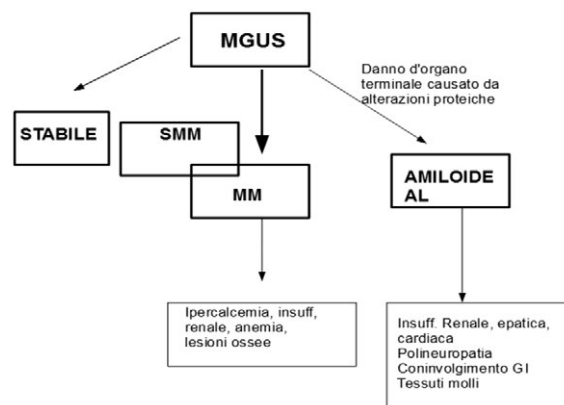 MGUS
Danno d'organo
terminale causato da
alterazioni proteiche
STABILE
SMM
MM
AMILOIDE
AL
Ipercalcemia, insuff,
renale, anemia,
lesioni ossee
Insuff. Renale, epatica,
cardiaca
Polineuropatia
Coninvolgimento GI
Tessuti molli